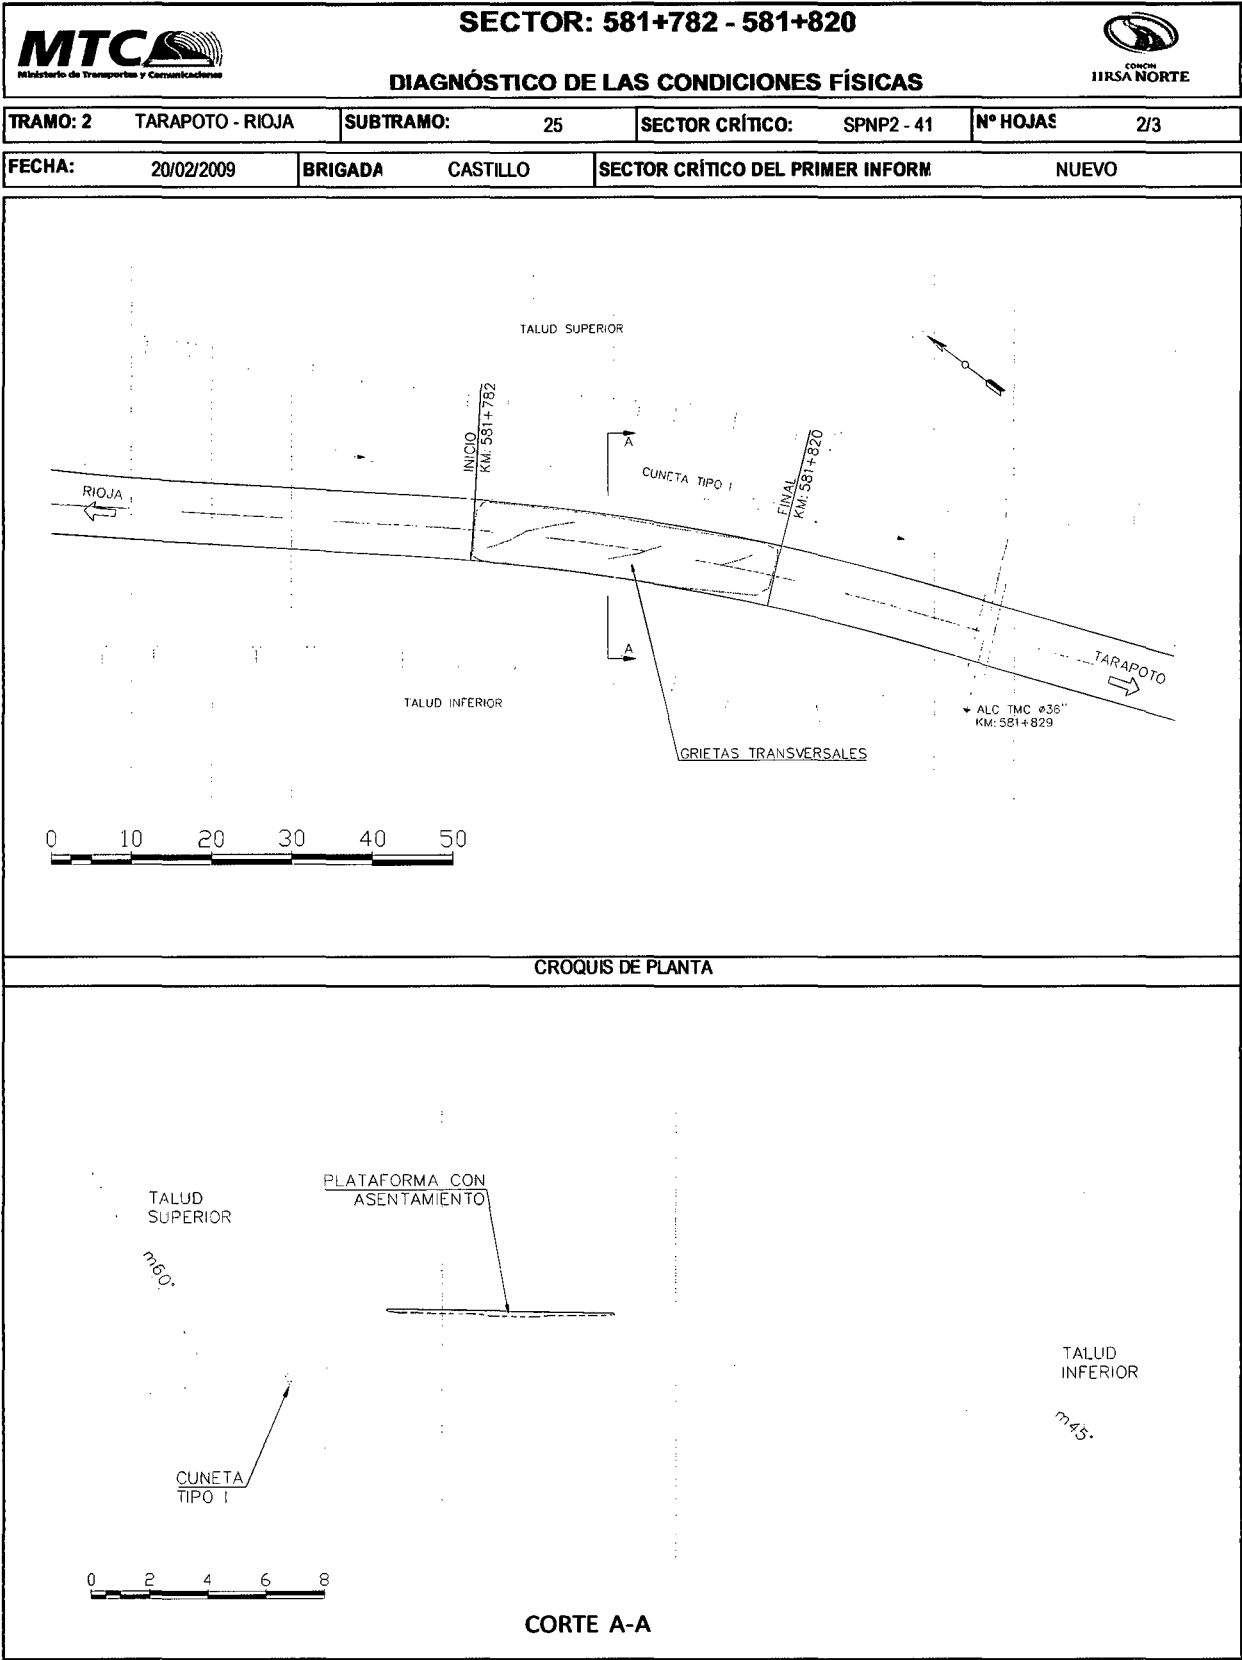 SECTOR: 581+782 - 581+820
MTC
Ministerio de Transportes y Comunicaciones
DIAGNÓSTICO DE LAS CONDICIONES FÍSICAS
CONCIN
IIRSA NORTE
TRAMO: 2 TARAPOTO - RIOJA SUBTRAMO: 25 SECTOR CRÍTICO: SPNP2 - 41 Nº HOJAS 2/3
FECHA: 20/02/2009 BRIGADA CASTILLO SECTOR CRÍTICO DEL PRIMER INFORM NUEVO
TALUD SUPERIOR
INICIO
KM: 581+782
A
CUNETA TIPO I
FINAL
KM: 581+820
RIOJA
A
TARAPOTO
TALUD INFERIOR
ALC TMC ø36"
KM: 581+829
GRIETAS TRANSVERSALES
0 10 20 30 40 50
CROQUIS DE PLANTA
PLATAFORMA CON
ASENTAMIENTO
TALUD
SUPERIOR
m60°
TALUD
INFERIOR
m45°
CUNETA
TIPO I
0 2 4 6 8
CORTE A-A